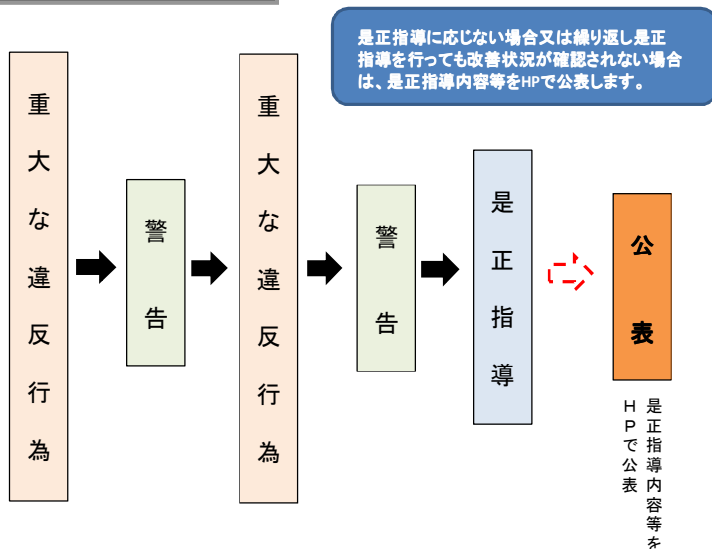 是正指導に応じない場合又は繰り返し是正
指導を行っても改善状況が確認されない場合
は、是正指導内容等をHPで公表します。
重大な違反行為
警告
重大な違反行為
警告
是正指導
公表
是正指導内容等を
HPで公表